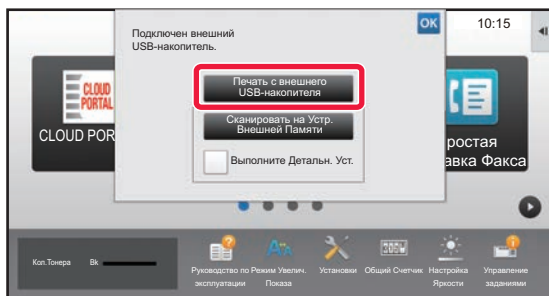 Подключен внешний
USB-накопитель.
OK
10:15
Печать с внешнего
USB-накопителя
Сканировать на Устр.
Внешней Памяти
Выполните Детальн. Уст.
CLOUD
PORTAL
CLOUD POR
ростая
авка Факса
Кол.Тонера Bk
Руководство по
эксплуатации
Режим Увелич.
Показа
Установки
Общий Счетчик
Настройка
Яркости
Управление
заданиями